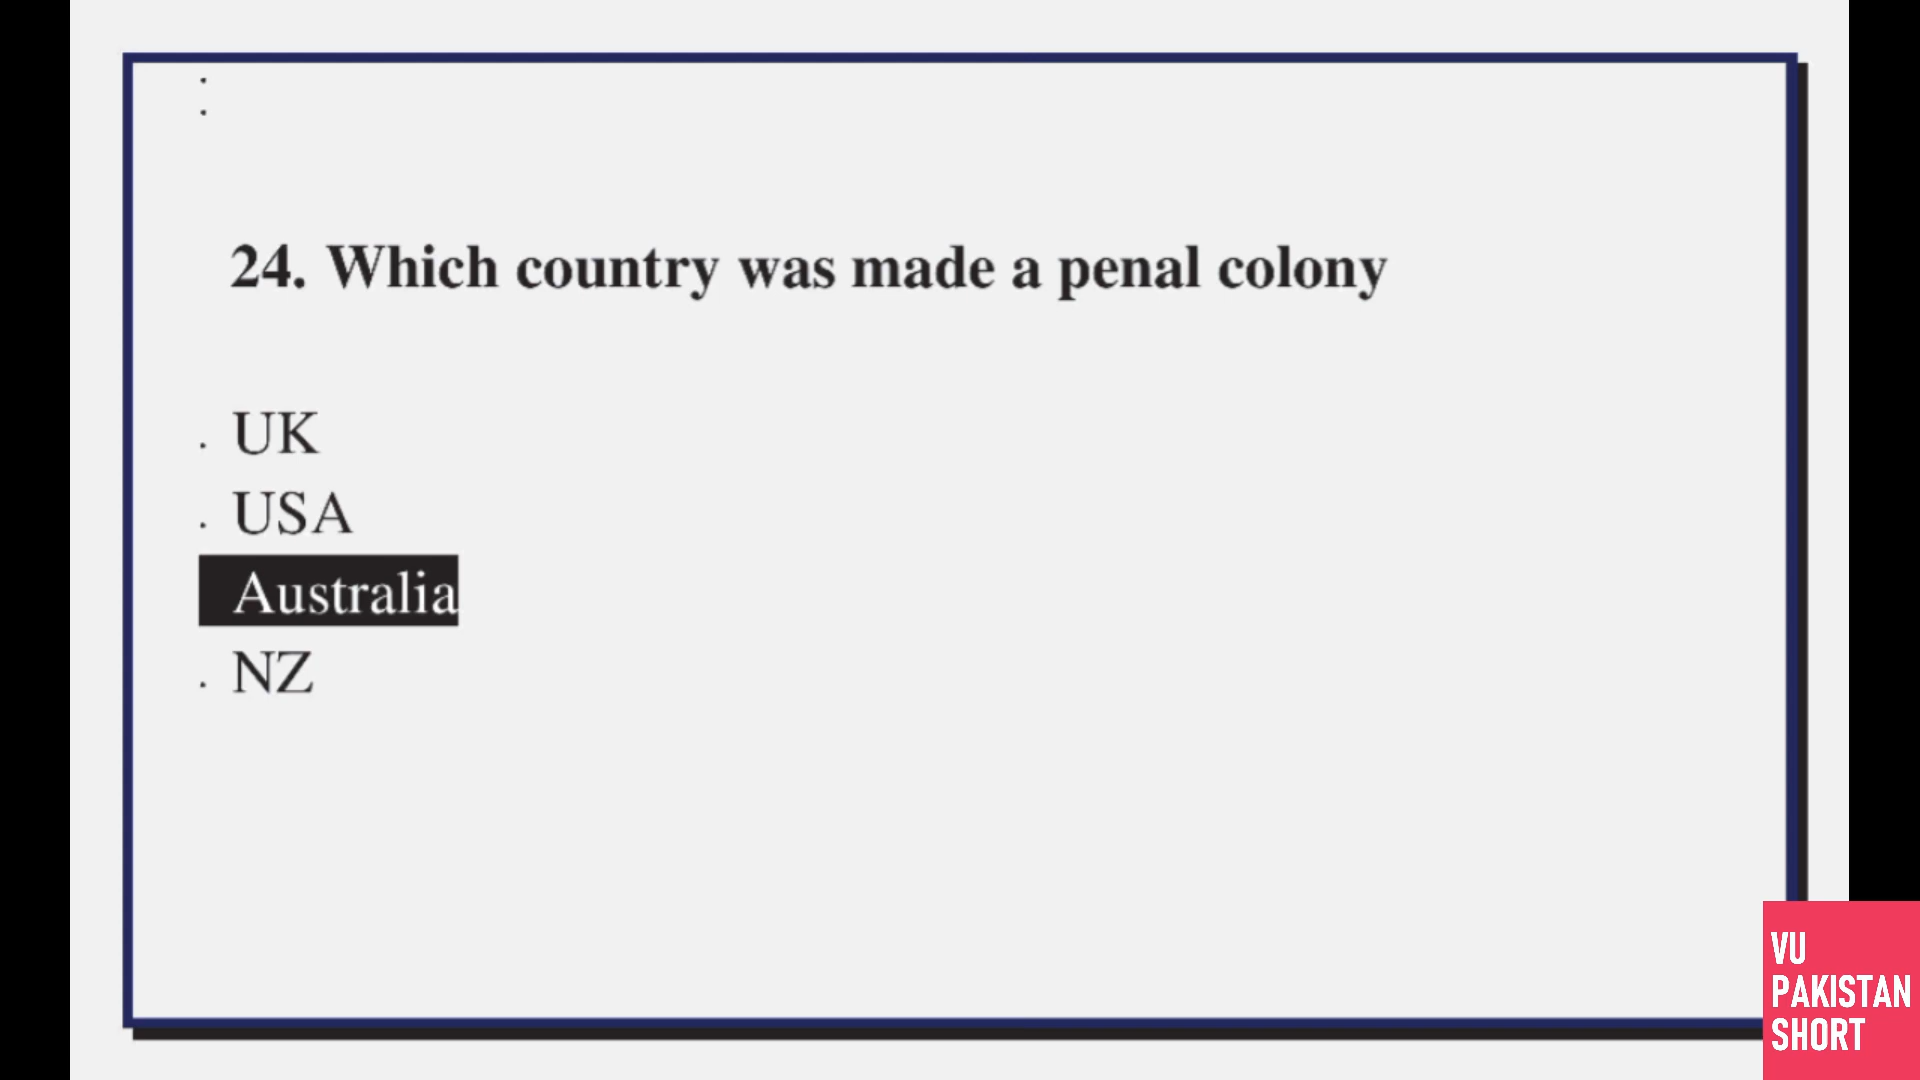 24. Which country was made a penal colony
. UK
. USA
Australia
. NZ
VU
PAKISTAN
SHORT